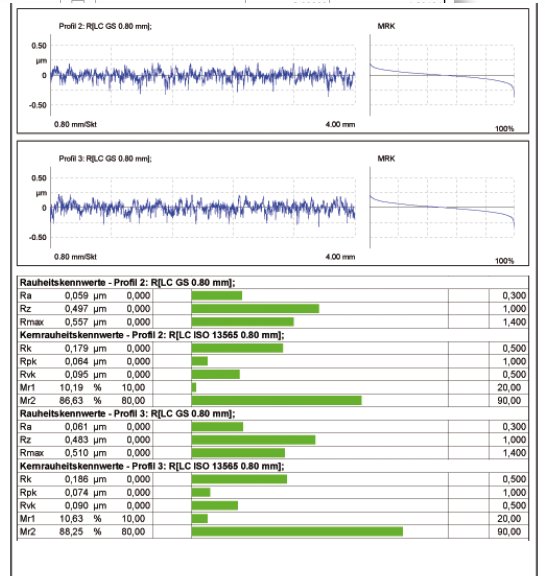 Profil 2: R[LC GS 0.80 mm];
MRK
0.50
µm
0
-0.50
0.80 mm/Skt
4.00 mm
100%
Profil 3: R[LC GS 0.80 mm];
MRK
0.50
µm
0
-0.50
0.80 mm/Skt
4.00 mm
100%
Rauheitskennwerte - Profil 2: R[LC GS 0.80 mm];
Ra 0,059 µm 0,000 0,300
Rz 0,497 µm 0,000 1,000
Rmax 0,557 µm 0,000 1,400
Kernrauheitskennwerte - Profil 2: R[LC ISO 13565 0.80 mm];
Rk 0,179 µm 0,000 0,500
Rpk 0,064 µm 0,000 1,000
Rvk 0,095 µm 0,000 0,500
Mr1 10,19 % 10,00 20,00
Mr2 86,63 % 80,00 90,00
Rauheitskennwerte - Profil 3: R[LC GS 0.80 mm];
Ra 0,061 µm 0,000 0,300
Rz 0,483 µm 0,000 1,000
Rmax 0,510 µm 0,000 1,400
Kernrauheitskennwerte - Profil 3: R[LC ISO 13565 0.80 mm];
Rk 0,186 µm 0,000 0,500
Rpk 0,074 µm 0,000 1,000
Rvk 0,090 µm 0,000 0,500
Mr1 10,63 % 10,00 20,00
Mr2 88,25 % 80,00 90,00